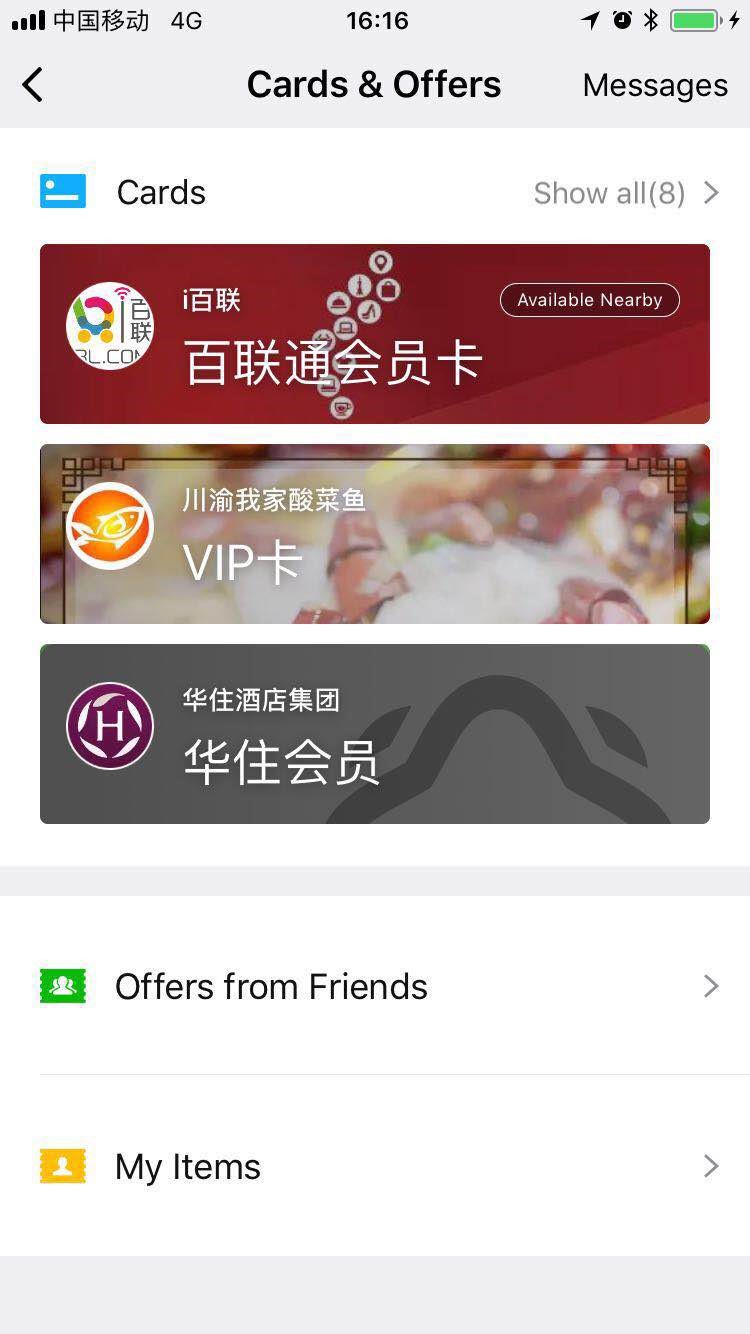 中国移动 4G 16:16
Cards & Offers Messages
Cards Show all(8)
i百联 Available Nearby
百联通会员卡
百联
BL.COM
川渝我家酸菜鱼
VIP卡
华住酒店集团
H
华住会员
Offers from Friends
My Items